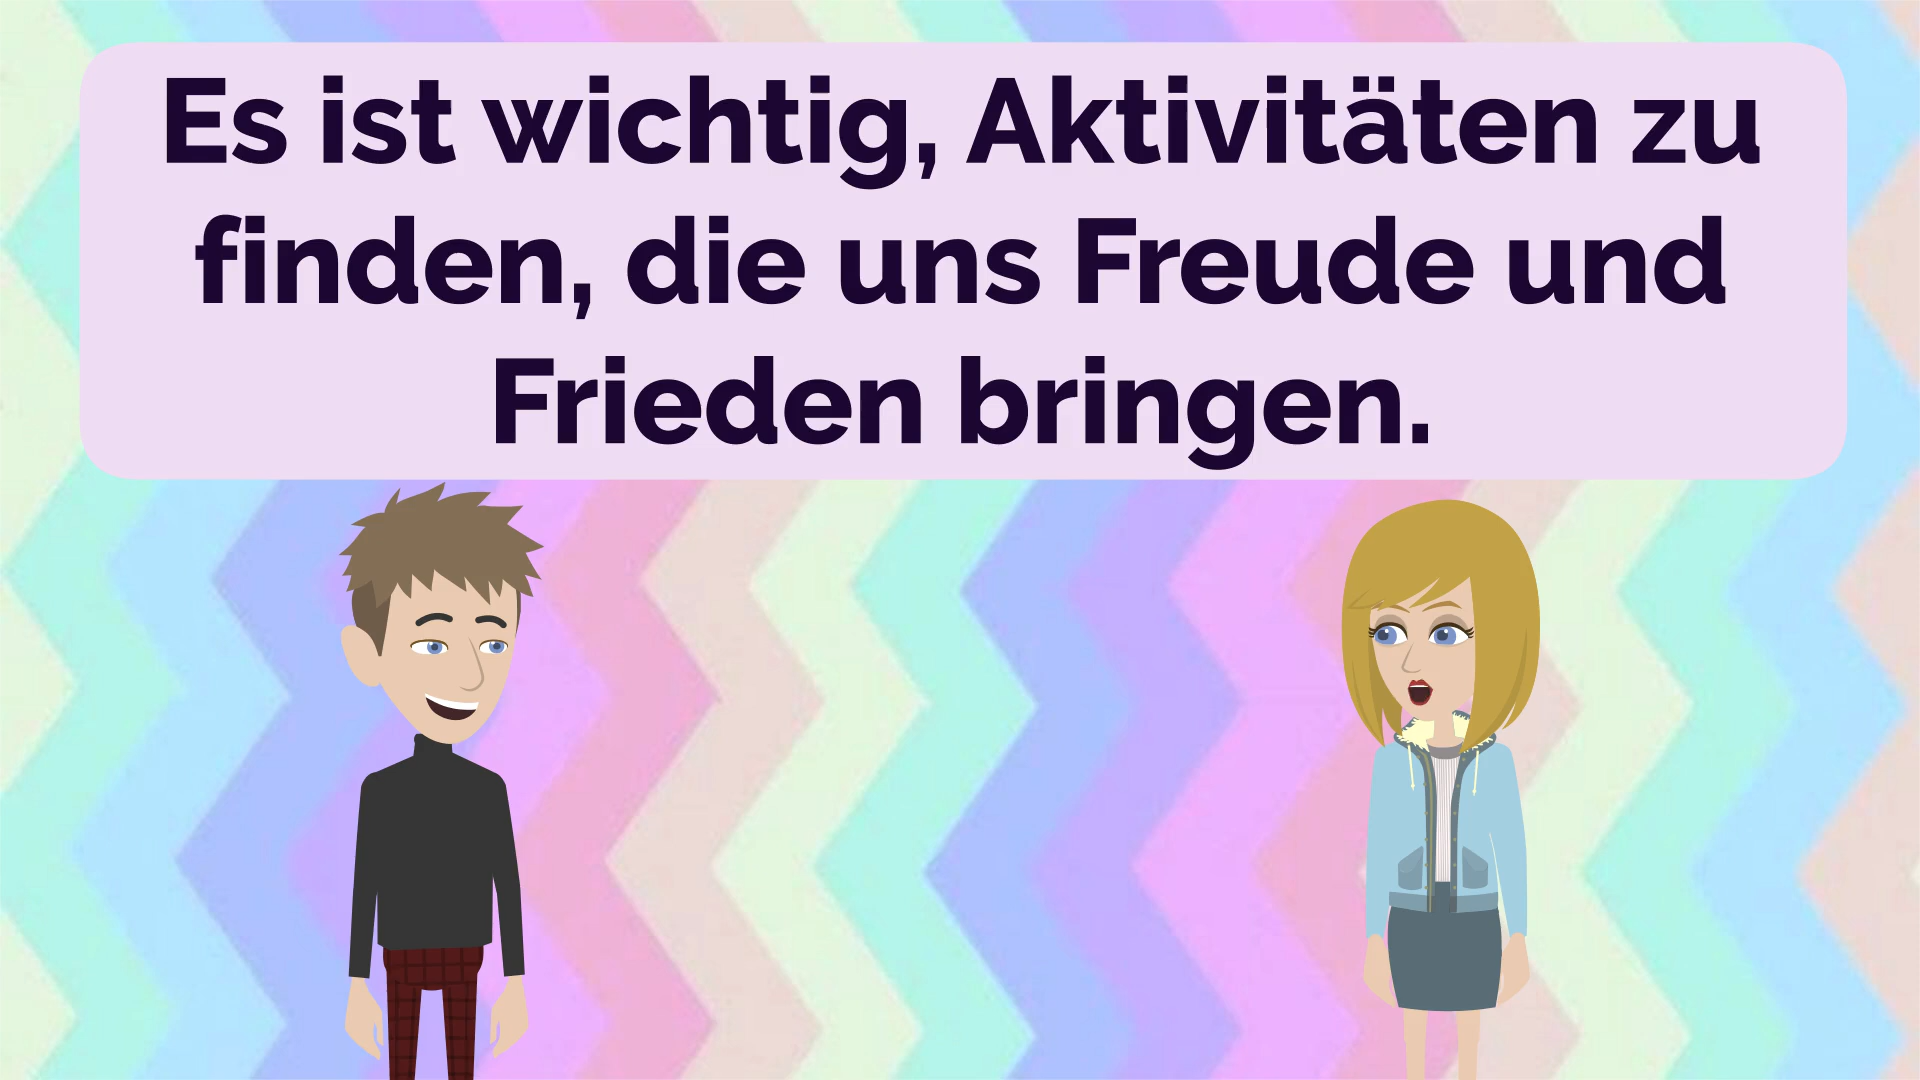 Es ist wichtig, Aktivitäten zu
finden, die uns Freude und
Frieden bringen.